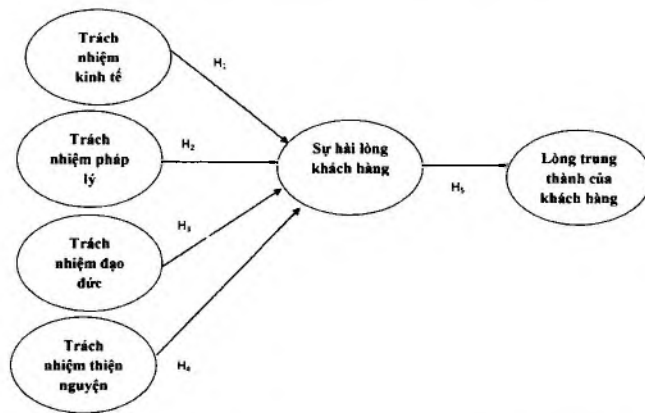 Trách
nhiệm
kinh tế
H₁
Trách
nhiệm pháp
lý
H₂
Sự hài lòng
khách hàng
H₅
Lòng trung
thành của
khách hàng
Trách
nhiệm đạo
đức
H₃
Trách
nhiệm thiện
nguyện
H₄